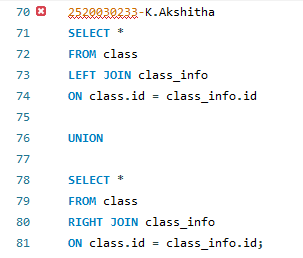 70 2520030233-K.Akshitha
71 SELECT *
72 FROM class
73 LEFT JOIN class_info
74 ON class.id = class_info.id
75
76 UNION
77
78 SELECT *
79 FROM class
80 RIGHT JOIN class_info
81 ON class.id = class_info.id;